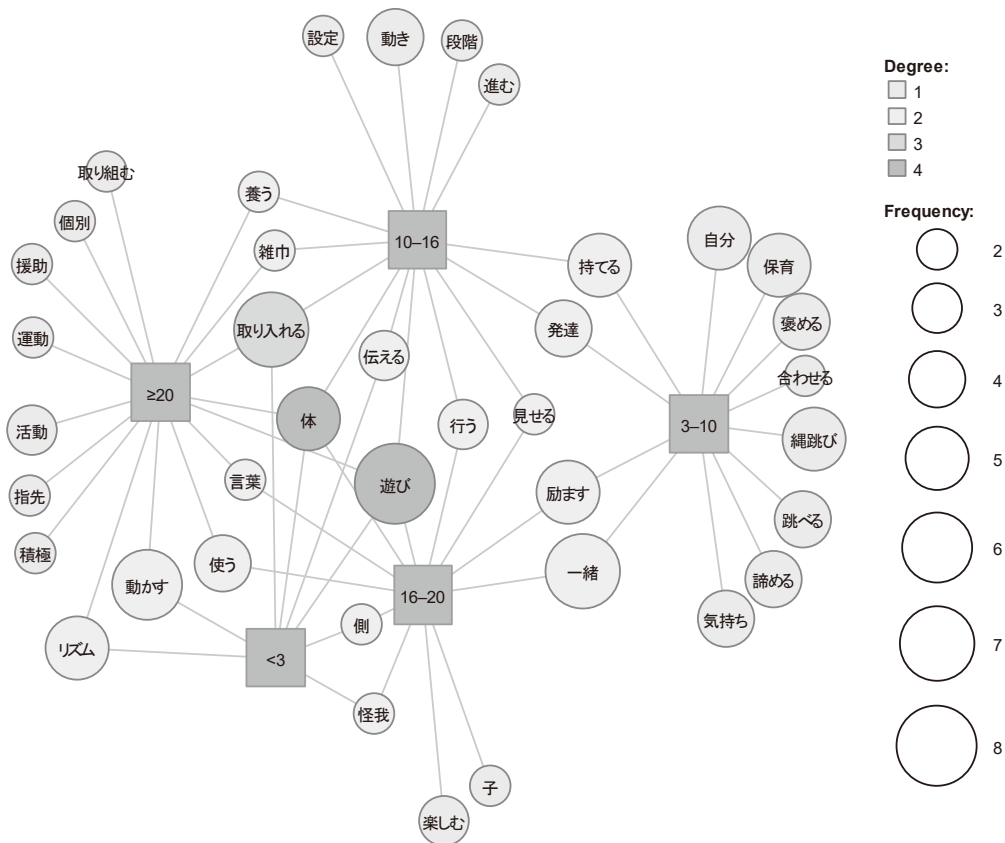 設定
動き
段階
進む
取り組む
養う
個別
雑巾
10–16
持てる
自分
保育
援助
取り入れる
伝える
発達
褒める
運動
合わせる
≥20
体
行う
見せる
3–10
縄跳び
活動
言葉
遊び
励ます
跳べる
指先
積極
使う
一緒
諦める
動かす
16–20
気持ち
リズム
側
<3
怪我
子
楽しむ
Degree:
1
2
3
4
Frequency:
2
3
4
5
6
7
8